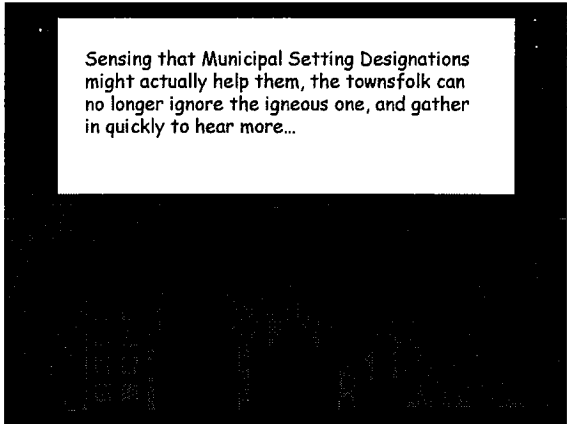 Sensing that Municipal Setting Designations
might actually help them, the townsfolk can
no longer ignore the igneous one, and gather
in quickly to hear more...